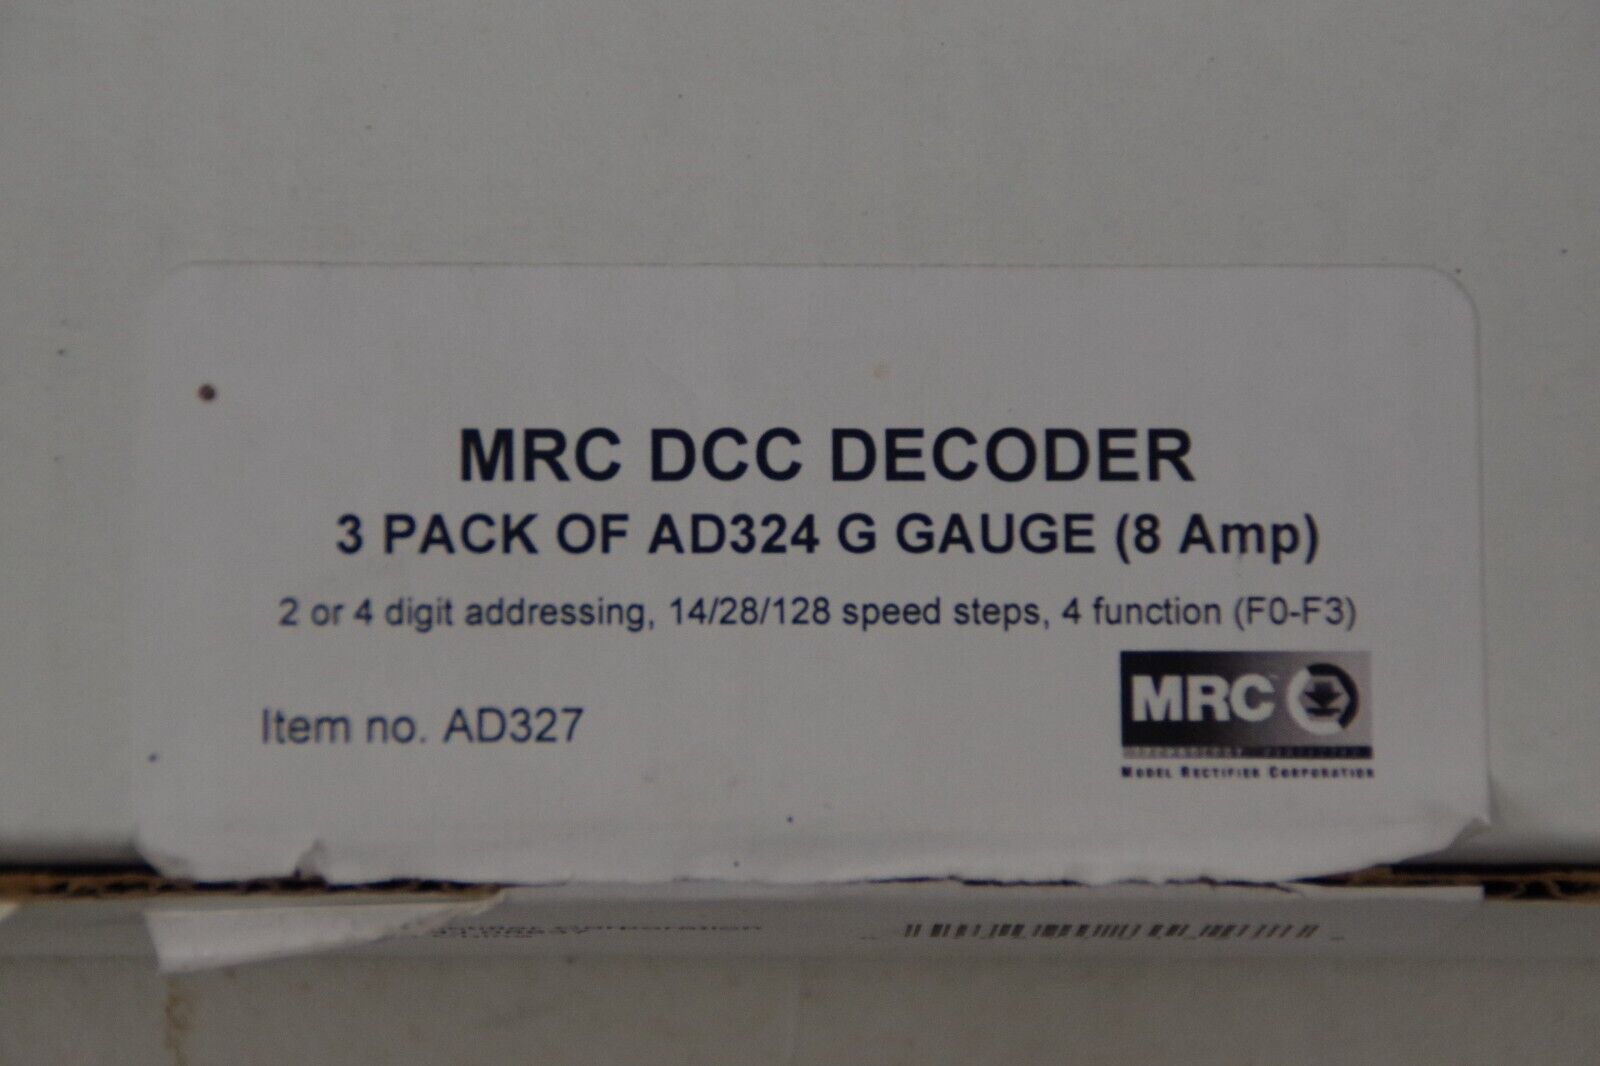 MRC DCC DECODER
3 PACK OF AD324 G GAUGE (8 Amp)
2 or 4 digit addressing, 14/28/128 speed steps, 4 function (F0-F3)
Item no. AD327
MRC
MODEL RECTIFIER CORPORATION
Corporation